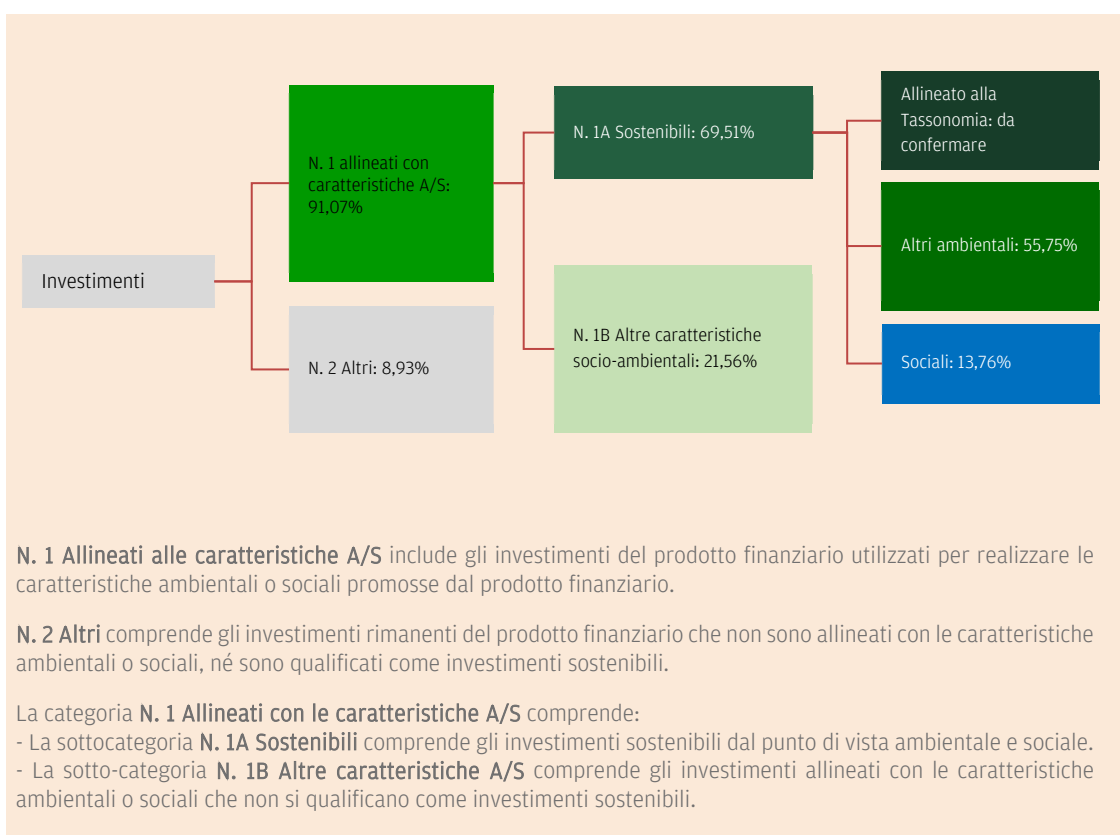 Investimenti
N. 1 allineati con
caratteristiche A/S:
91,07%
N. 2 Altri: 8,93%
N. 1A Sostenibili: 69,51%
N. 1B Altre caratteristiche
socio-ambientali: 21,56%
Allineato alla
Tassonomia: da
confermare
Altri ambientali: 55,75%
Sociali: 13,76%
N. 1 Allineati alle caratteristiche A/S include gli investimenti del prodotto finanziario utilizzati per realizzare le
caratteristiche ambientali o sociali promosse dal prodotto finanziario.
N. 2 Altri comprende gli investimenti rimanenti del prodotto finanziario che non sono allineati con le caratteristiche
ambientali o sociali, né sono qualificati come investimenti sostenibili.
La categoria N. 1 Allineati con le caratteristiche A/S comprende:
- La sottocategoria N. 1A Sostenibili comprende gli investimenti sostenibili dal punto di vista ambientale e sociale.
- La sotto-categoria N. 1B Altre caratteristiche A/S comprende gli investimenti allineati con le caratteristiche
ambientali o sociali che non si qualificano come investimenti sostenibili.